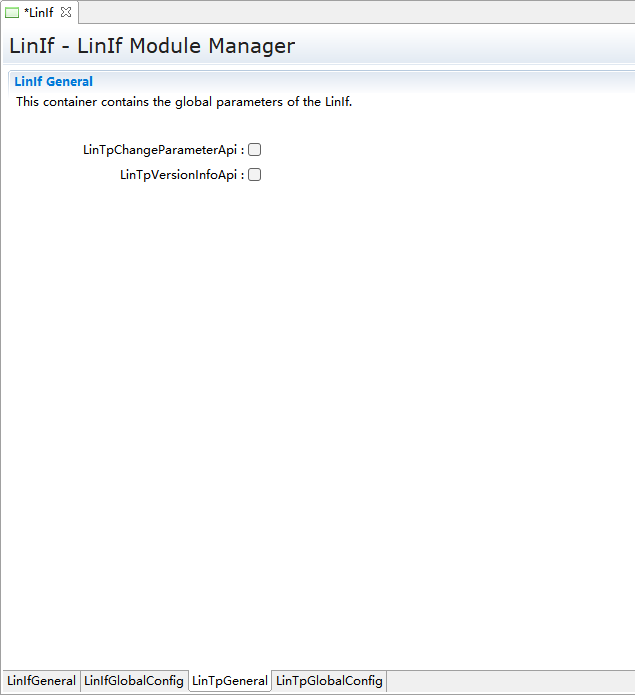 *LinIf
LinIf - LinIf Module Manager
LinIf General
This container contains the global parameters of the LinIf.
LinTpChangeParameterApi :
LinTpVersionInfoApi :
LinIfGeneral LinIfGlobalConfig LinTpGeneral LinTpGlobalConfig